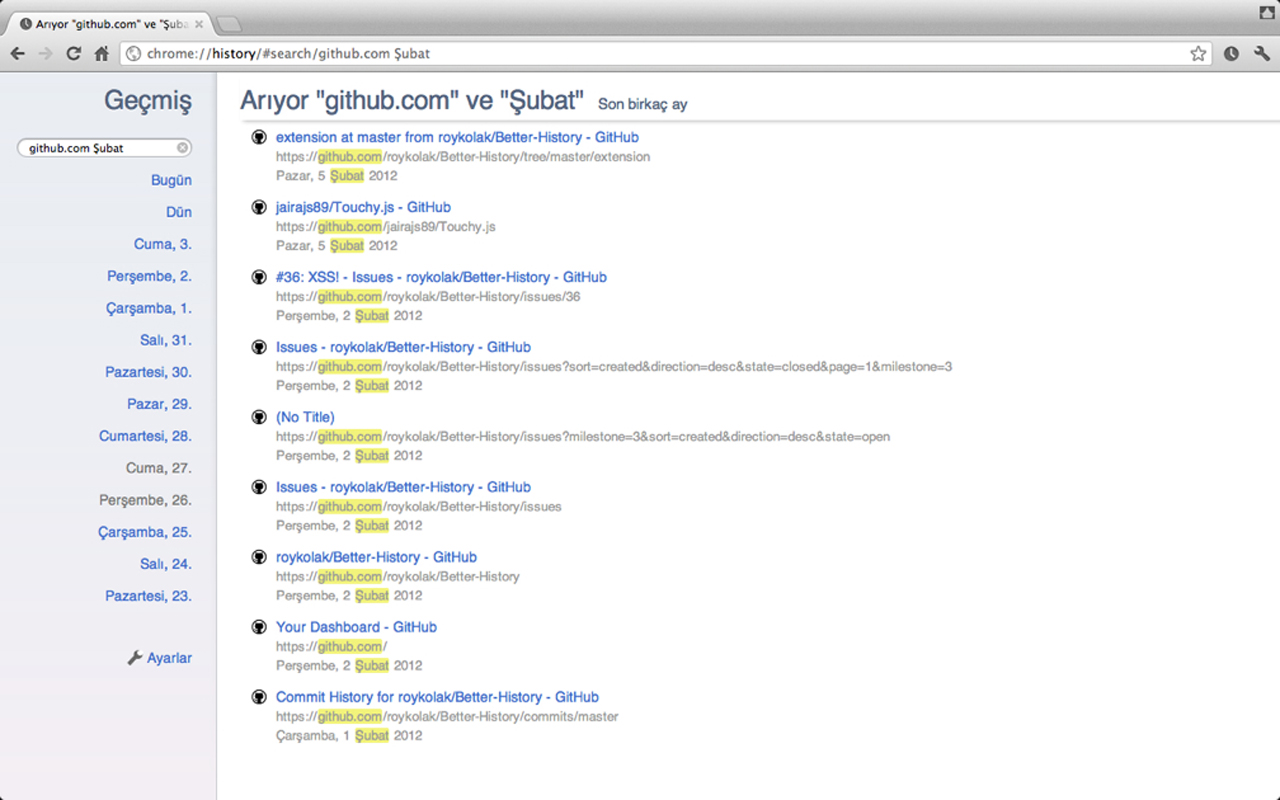 Arıyor "github.com" ve "Şuba
chrome://history/#search/github.com Şubat
Geçmiş
github.com Şubat
Bugün
Dün
Cuma, 3.
Perşembe, 2.
Çarşamba, 1.
Salı, 31.
Pazartesi, 30.
Pazar, 29.
Cumartesi, 28.
Cuma, 27.
Perşembe, 26.
Çarşamba, 25.
Salı, 24.
Pazartesi, 23.
Ayarlar
Arıyor "github.com" ve "Şubat" Son birkaç ay
extension at master from roykolak/Better-History - GitHub
https://github.com/roykolak/Better-History/tree/master/extension
Pazar, 5 Şubat 2012
jairajs89/Touchy.js - GitHub
https://github.com/jairajs89/Touchy.js
Pazar, 5 Şubat 2012
#36: XSS! - Issues - roykolak/Better-History - GitHub
https://github.com/roykolak/Better-History/issues/36
Perşembe, 2 Şubat 2012
Issues - roykolak/Better-History - GitHub
https://github.com/roykolak/Better-History/issues?sort=created&direction=desc&state=closed&page=1&milestone=3
Perşembe, 2 Şubat 2012
(No Title)
https://github.com/roykolak/Better-History/issues?milestone=3&sort=created&direction=desc&state=open
Perşembe, 2 Şubat 2012
Issues - roykolak/Better-History - GitHub
https://github.com/roykolak/Better-History/issues
Perşembe, 2 Şubat 2012
roykolak/Better-History - GitHub
https://github.com/roykolak/Better-History
Perşembe, 2 Şubat 2012
Your Dashboard - GitHub
https://github.com/
Perşembe, 2 Şubat 2012
Commit History for roykolak/Better-History - GitHub
https://github.com/roykolak/Better-History/commits/master
Çarşamba, 1 Şubat 2012